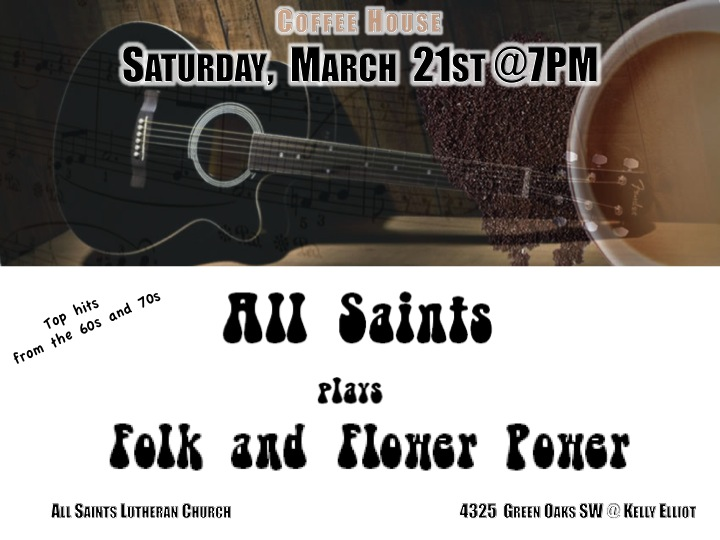 Coffee House
Saturday, March 21st @7PM
Fender
Top hits
from the 60s and 70s
All Saints
plays
Folk and Flower Power
All Saints Lutheran Church
4325 Green Oaks SW @ Kelly Elliot